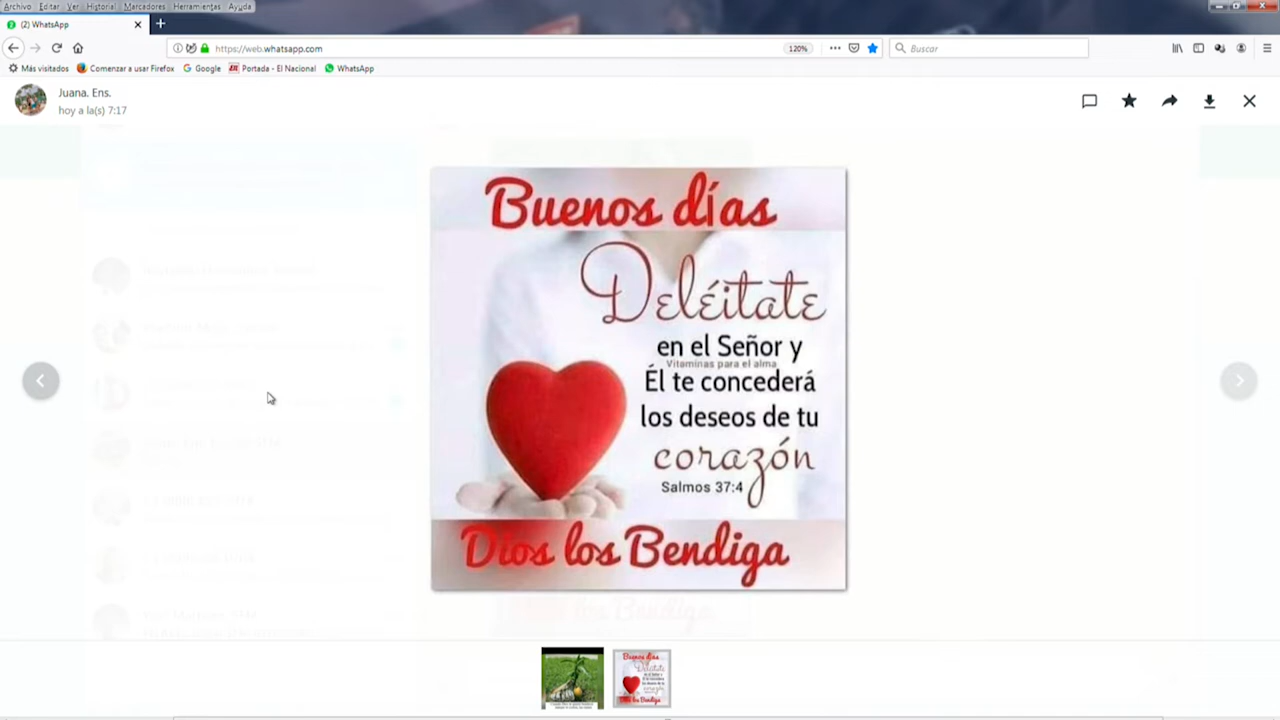 Archivo Editar Ver Historial Marcadores Herramientas Ayuda
(2) WhatsApp
https://web.whatsapp.com
120%
Buscar
Más visitados
Comenzar a usar Firefox
Google
Portada - El Nacional
WhatsApp
Juana. Ens.
hoy a la(s) 7:17
Buenos días
Deléitate
en el Señor y
Vitaminas para el alma
Él te concederá
los deseos de tu
corazón
Salmos 37:4
Dios los Bendiga